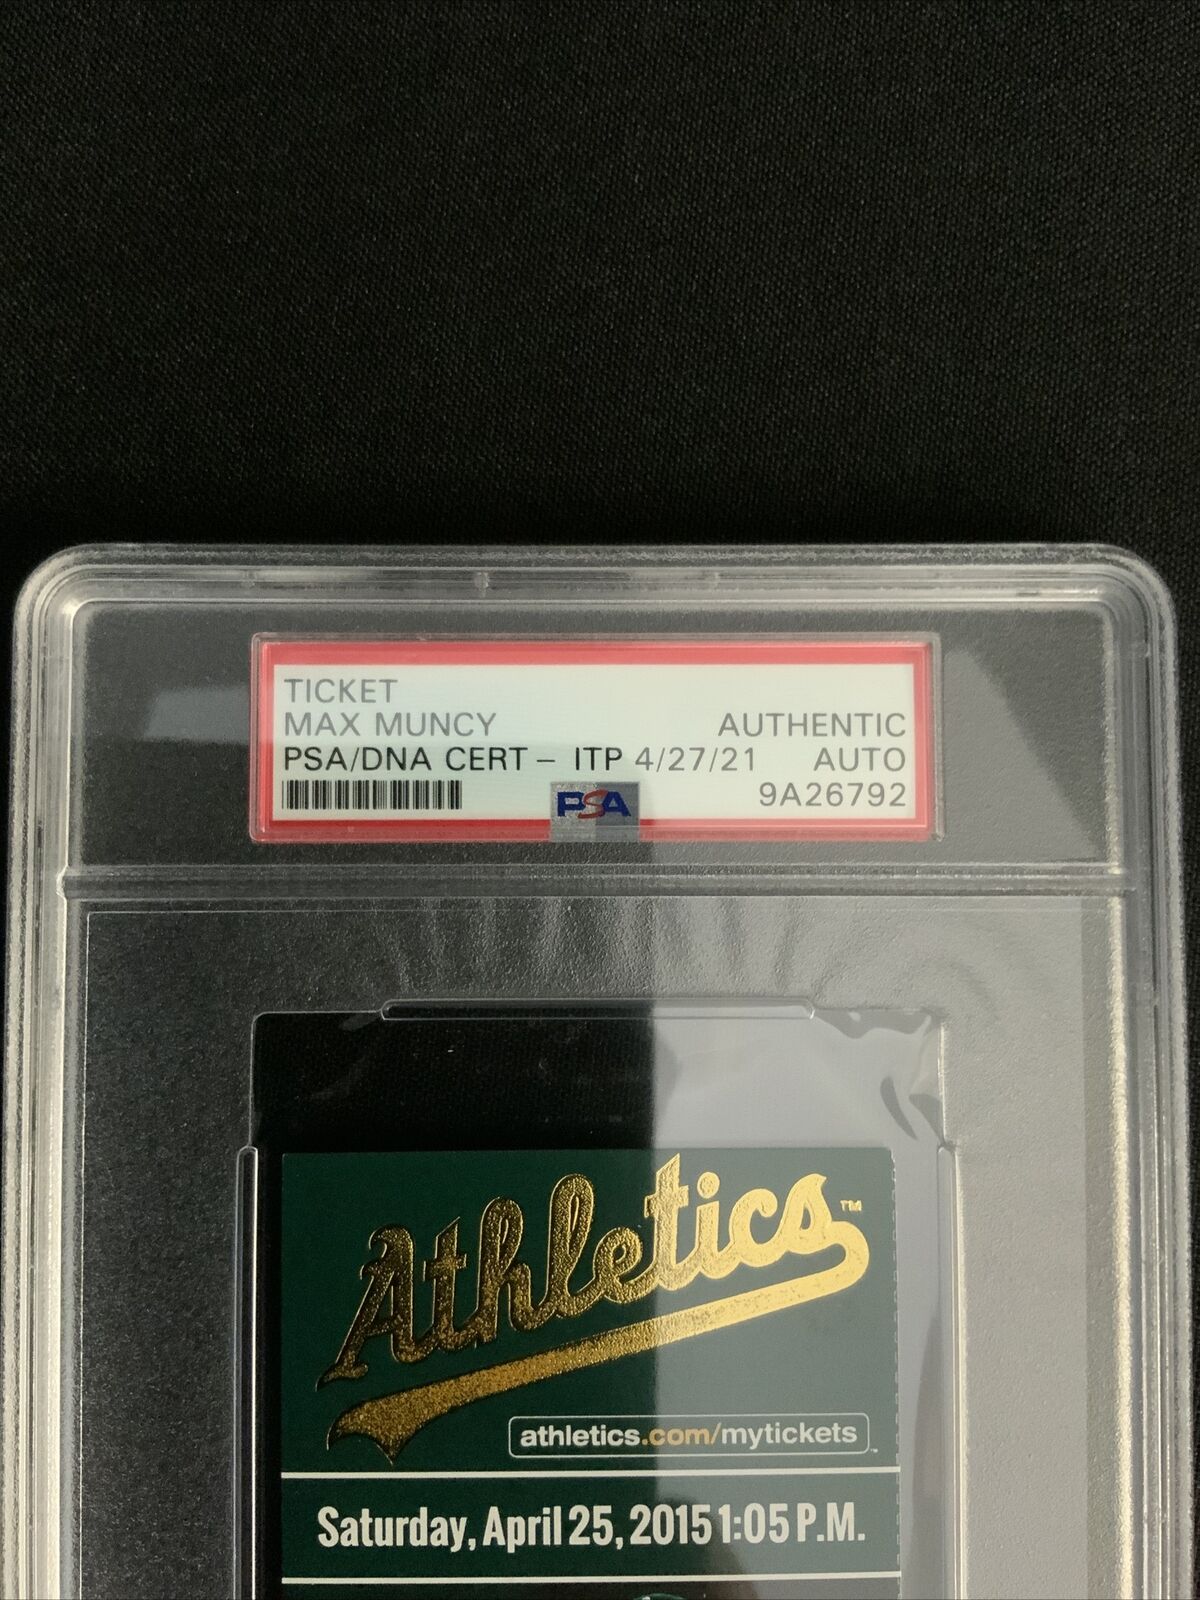 TICKET
MAX MUNCY AUTHENTIC
PSA/DNA CERT – ITP 4/27/21 AUTO
PSA 9A26792
Athletics™
athletics.com/mytickets
Saturday, April 25, 2015 1:05 P.M.